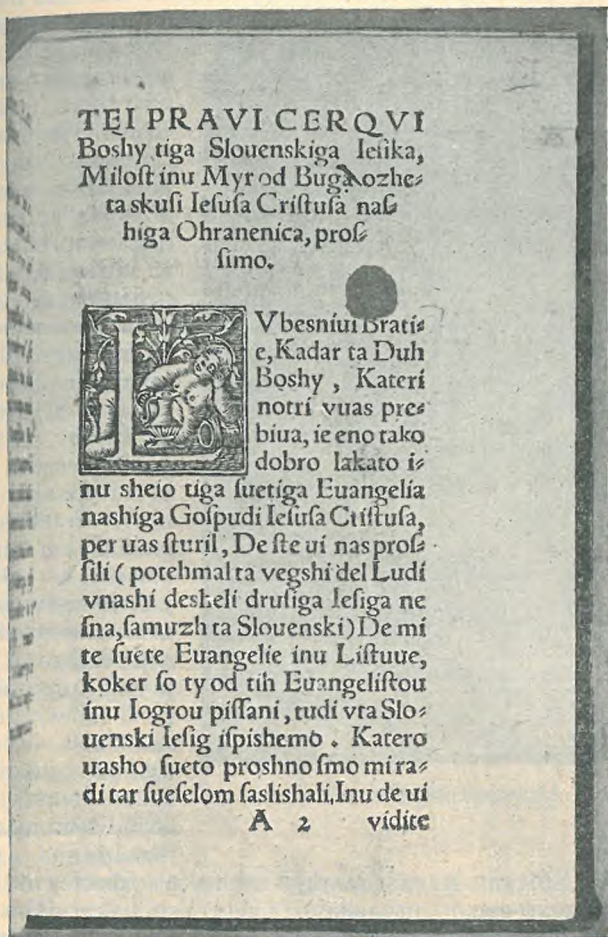 TEI PRAVI CERQVI
Boshy tiga Slouenskiga Ieſika,
Miloſt inu Myr od Buga ozhe⸗
ta skuſi Ieſuſa Criſtuſa naſ⸗
higa Ohranenica, proſ⸗
ſimo.
LVbesniui Brati⸗
e, Kadar ta Duh
Boshy , Kateri
notri vuas pre⸗
biua, ie eno tako
dobro lakato i⸗
nu sheio tiga ſuetiga Euangelia
nashiga Goſpudi Ieſuſa Ctiſtuſa,
per uas ſturil, De ſte ui nas proſ⸗
ſili ( potehmal ta vegshi del Ludi
vnashi desheli druſiga Ieſiga ne
ſna, ſamuzh ta Slouenski) De mi
te ſuete Euangelie inu Liſtuue,
koker ſo ty od tih Euangeliſtou
inu Iogrou piſſani, tudi vta Slo⸗
uenski Ieſig iſpishemo . Katero
uasho ſueto proshno ſmo mi ra⸗
di tar ſueſelom ſaslishali, Inu de ui
A 2 vidite